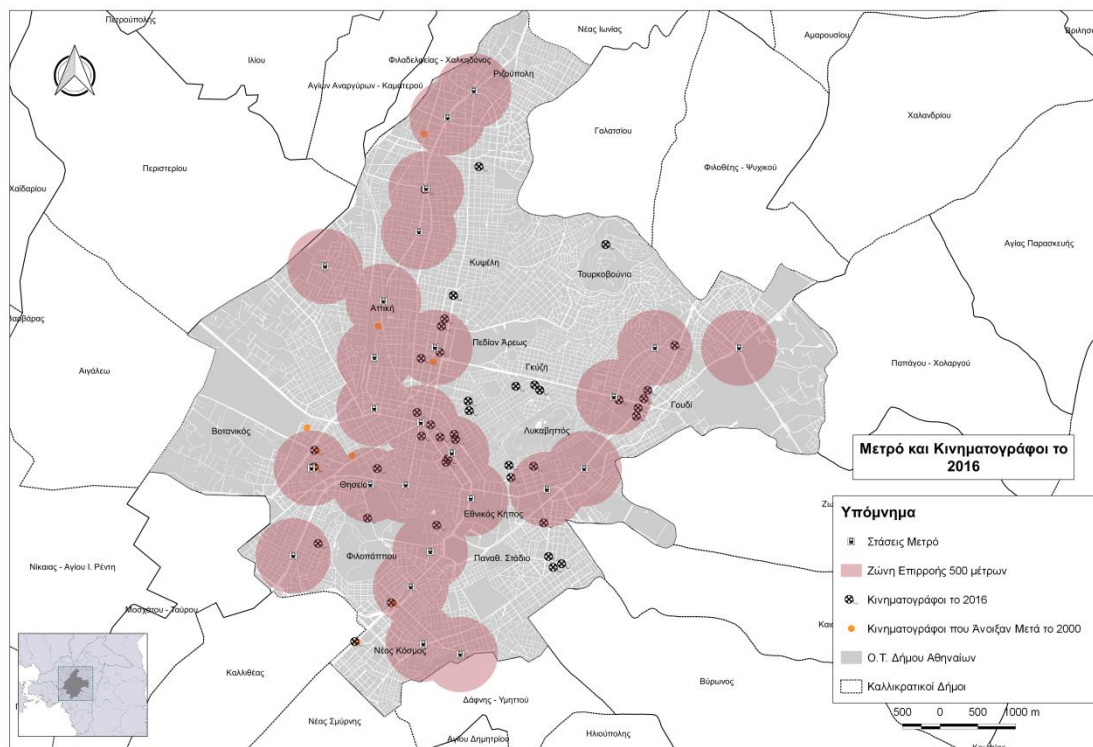 Πετρούπολης
Νέας Ιωνίας
Αμαρουσίου
Ιλίου
Φιλαδελφείας - Χαλκηδόνος
Ριζούπολη
Αγίων Αναργύρων - Καματερού
Χαλανδρίου
Γαλατσίου
Περιστερίου
Φιλοθέης - Ψυχικού
Χαϊδαρίου
Αγίας Παρασκευής
Κυψέλη
Τουρκοβούνια
Αττική
Πεδίον Άρεως
Παπάγου - Χολαργού
Γκύζη
Αιγάλεω
Γουδί
Βοτανικός
Λυκαβηττός
Μετρό και Κινηματογράφοι το
2016
Θησείο
Εθνικός Κήπος
Υπόμνημα
Στάσεις Μετρό
Φιλοπάππου
Παναθ. Στάδιο
Νίκαιας - Αγίου Ι. Ρέντη
Ζώνη Επιρροής 500 μέτρων
Κινηματογράφοι το 2016
Μοσχάτου - Ταύρου
Κινηματογράφοι που Άνοιξαν Μετά το 2000
Νέος Κόσμος
Ο.Τ. Δήμου Αθηναίων
Καλλιθέας
Βύρωνος
Καλλικρατικοί Δήμοι
Δάφνης - Υμηττού
500 0 500 1000 m
Νέας Σμύρνης
Ηλιούπολης
Αγίου Δημητρίου